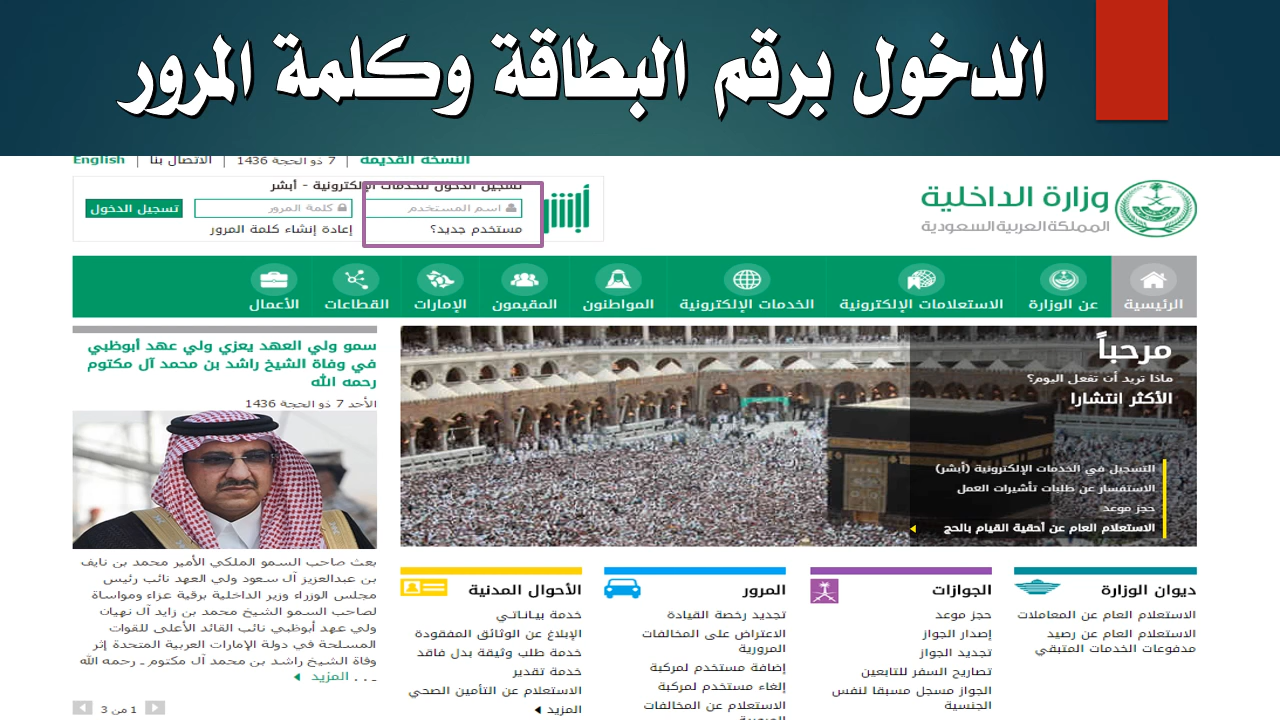 الدخول برقم البطاقة وكلمة المرور
النسخة القديمة | 7 ذو الحجة 1436 | الاتصال بنا | English
تسجيل الدخول للخدمات الإلكترونية - أبشر
أبشر
اسم المستخدم
كلمة المرور
تسجيل الدخول
مستخدم جديد؟
إعادة إنشاء كلمة المرور
وزارة الداخلية
المملكة العربية السعودية
الرئيسية
عن الوزارة
الاستعلامات الإلكترونية
الخدمات الإلكترونية
المواطنون
المقيمون
الإمارات
القطاعات
الأعمال
مرحباً
ماذا تريد أن تفعل اليوم؟
الأكثر انتشارا
التسجيل في الخدمات الإلكترونية (أبشر)
الاستفسار عن طلبات تأشيرات العمل
حجز موعد
الاستعلام العام عن أحقية القيام بالحج
سمو ولي العهد يعزي ولي عهد أبوظبي
في وفاة الشيخ راشد بن محمد آل مكتوم
رحمه الله
الأحد 7 ذو الحجة 1436
بعث صاحب السمو الملكي الأمير محمد بن نايف
بن عبدالعزيز آل سعود ولي العهد نائب رئيس
مجلس الوزراء وزير الداخلية برقية عزاء ومواساة
لصاحب السمو الشيخ محمد بن زايد آل نهيان
ولي عهد أبوظبي نائب القائد الأعلى للقوات
المسلحة في دولة الإمارات العربية المتحدة إثر
وفاة الشيخ راشد بن محمد آل مكتوم ـ رحمه الله
ـ . . المزيد
1 من 3
ديوان الوزارة
الاستعلام العام عن المعاملات
الاستعلام العام عن رصيد
مدفوعات الخدمات المتبقي
الجوازات
حجز موعد
إصدار الجواز
تجديد الجواز
تصاريح السفر للتابعين
الجواز مسجل مسبقا لنفس
الجنسية
المرور
تجديد رخصة القيادة
الاعتراض على المخالفات
المرورية
إضافة مستخدم لمركبة
إلغاء مستخدم لمركبة
الاستعلام العام عن المخالفات
الأحوال المدنية
خدمة بياناتي
الإبلاغ عن الوثائق المفقودة
خدمة طلب وثيقة بدل فاقد
خدمة تقدير
الاستعلام عن التأمين الصحي
المزيد